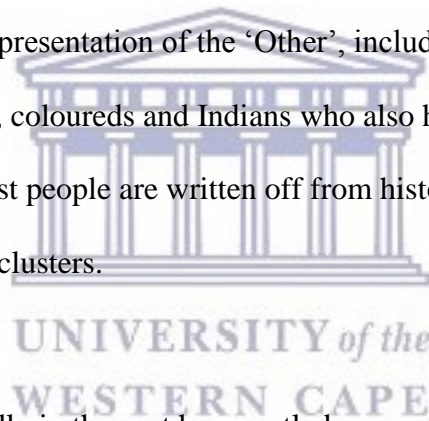 presentation of the ‘Other’, includ
, coloureds and Indians who also h
st people are written off from histo
clusters.
UNIVERSITY of the
WESTERN CAPE